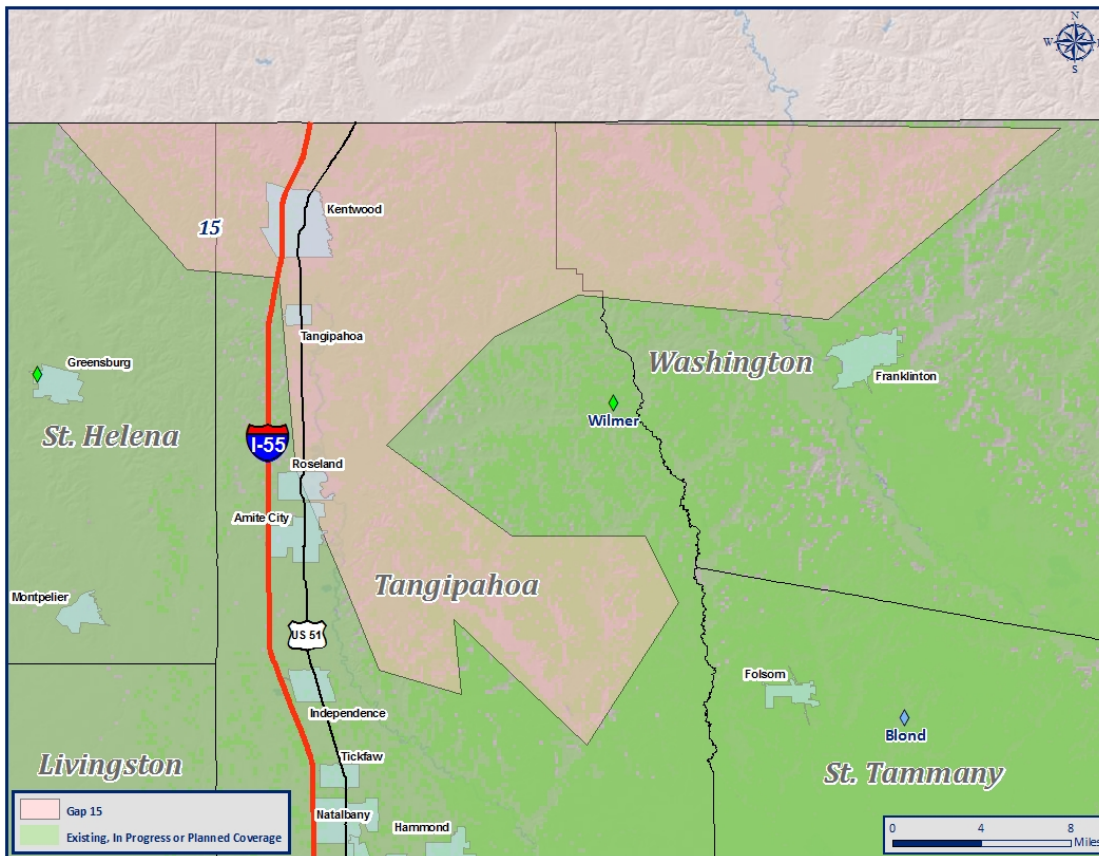 N
W
S
Kentwood
15
Tangipahoa
Greensburg
Washington
Franklinton
Wilmer
St. Helena
I-55
Roseland
Amite City
Tangipahoa
Montpelier
US 51
Folsom
Independence
Blond
Tickfaw
Livingston
St. Tammany
Gap 15
Existing, In Progress or Planned Coverage
Natalbany
Hammond
0 4 8
Miles